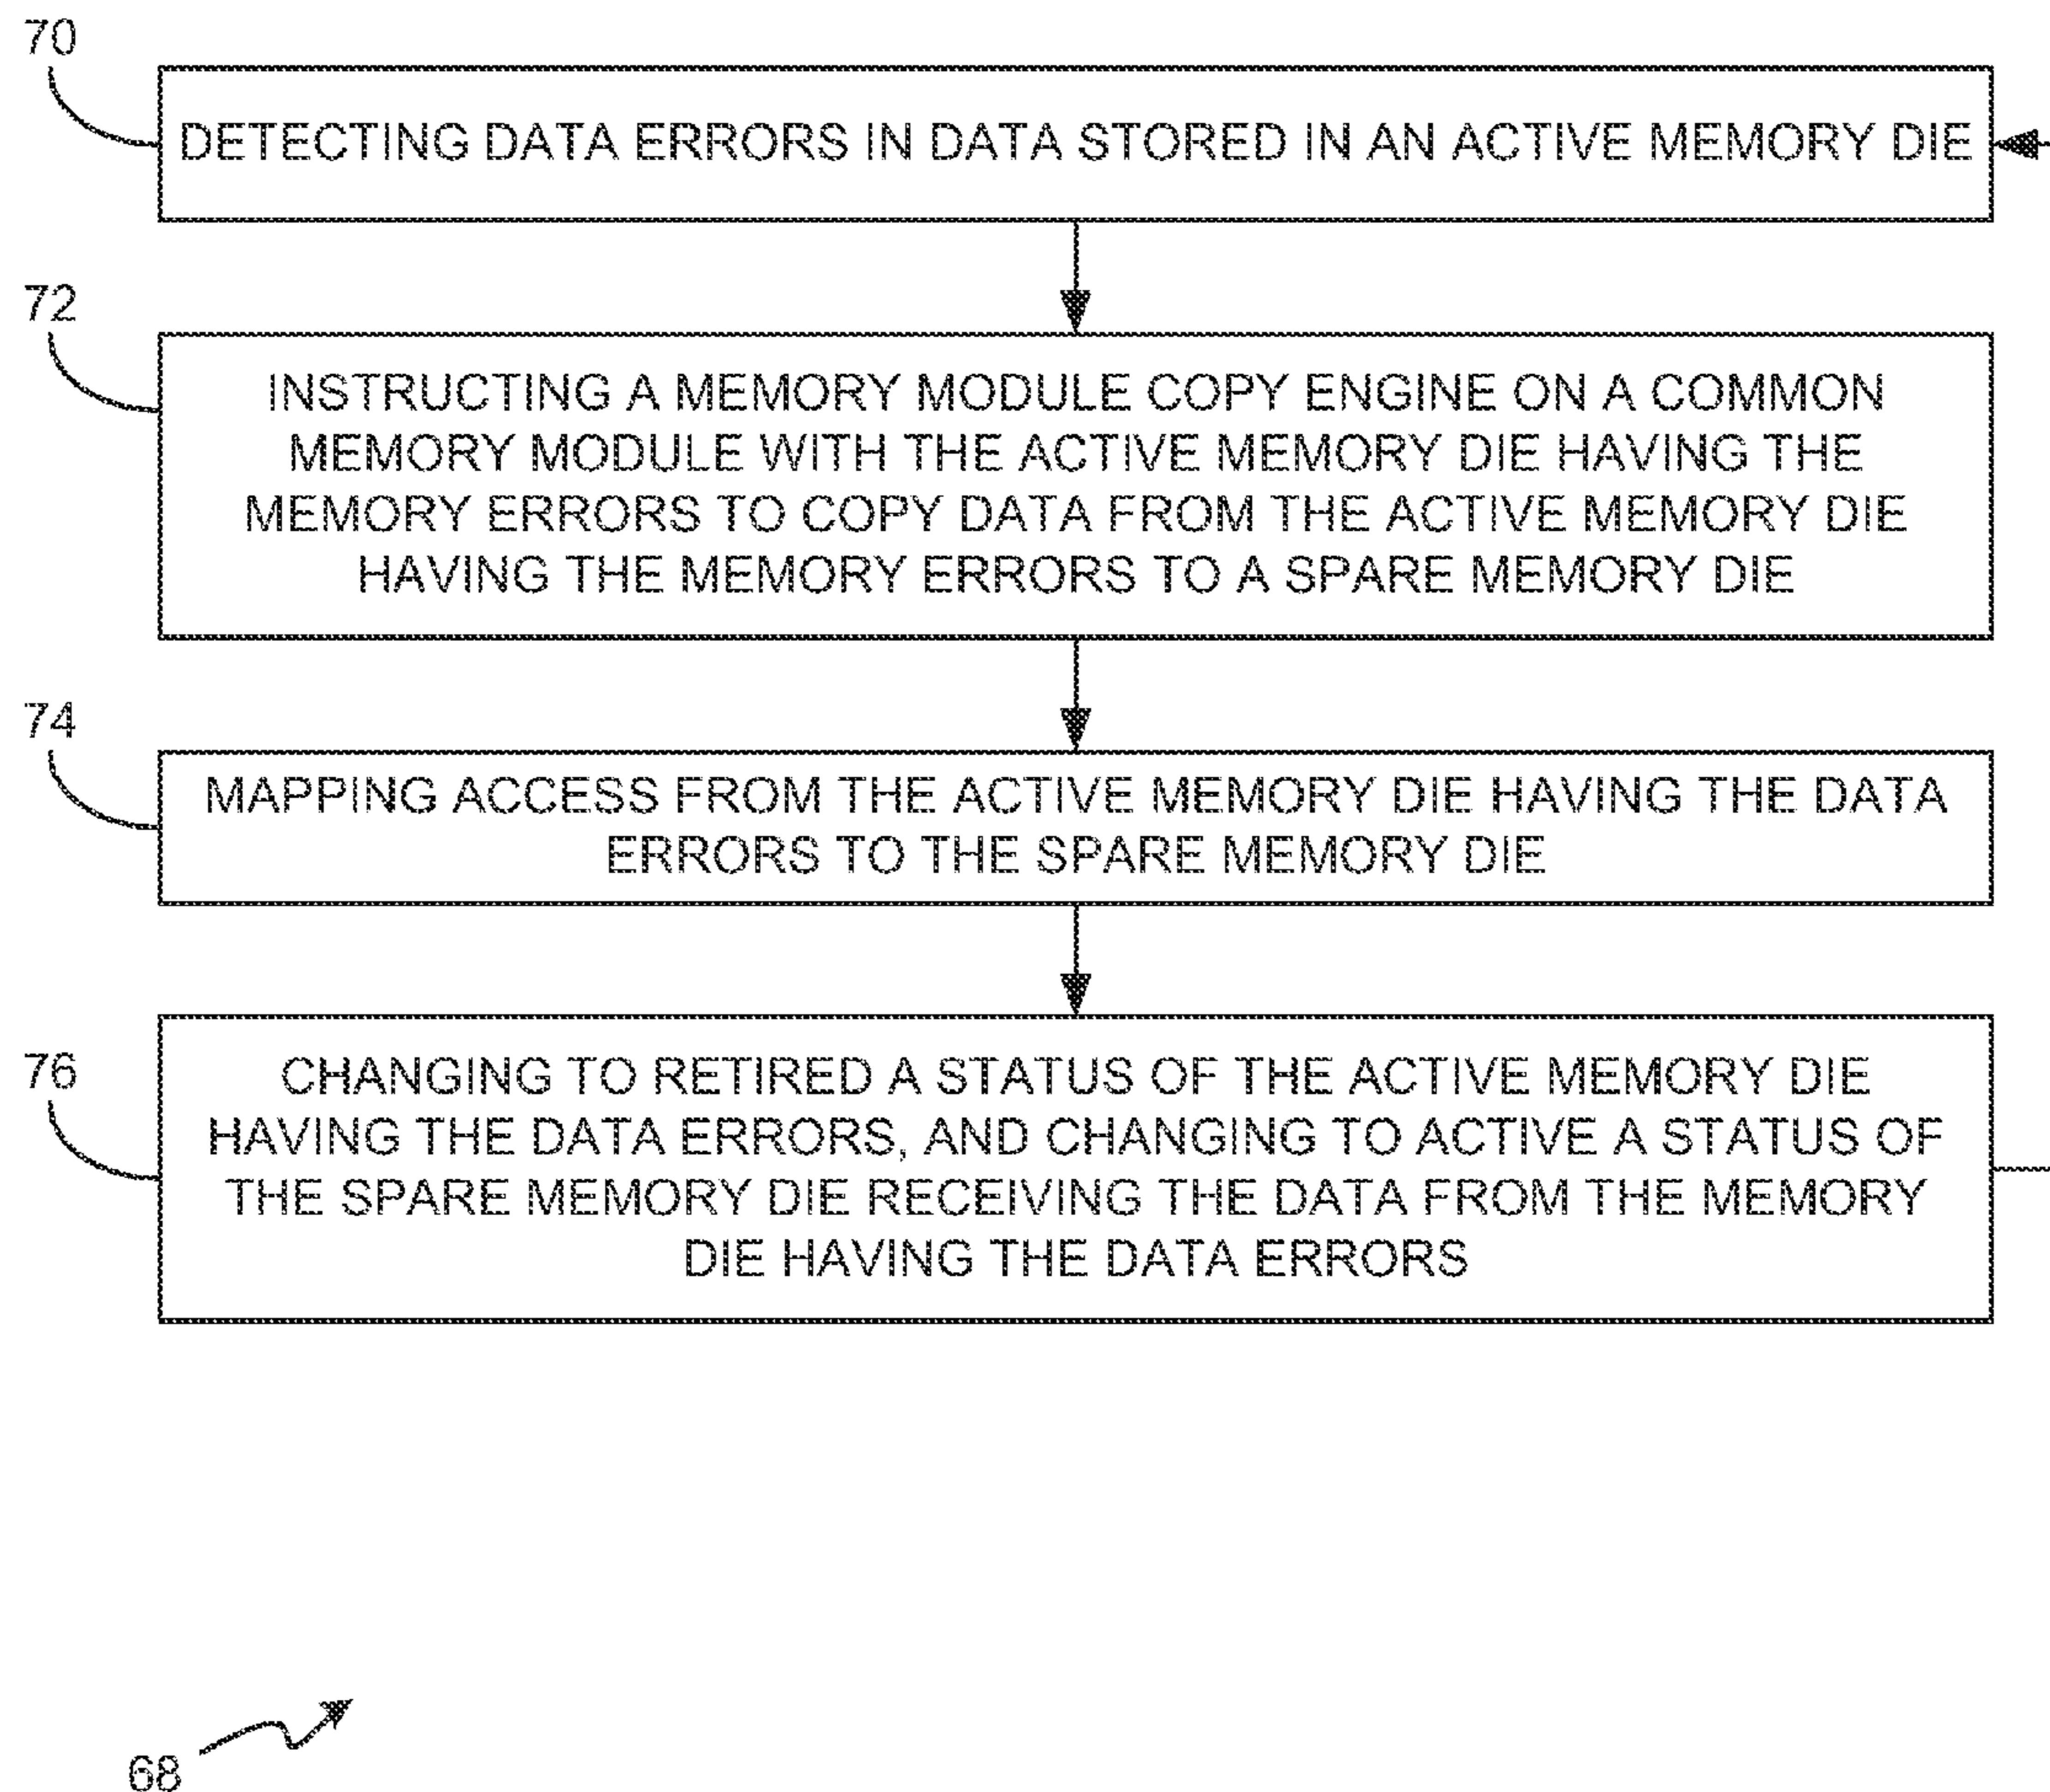 70
DETECTING DATA ERRORS IN DATA STORED IN AN ACTIVE MEMORY DIE
72
INSTRUCTING A MEMORY MODULE COPY ENGINE ON A COMMON
MEMORY MODULE WITH THE ACTIVE MEMORY DIE HAVING THE
MEMORY ERRORS TO COPY DATA FROM THE ACTIVE MEMORY DIE
HAVING THE MEMORY ERRORS TO A SPARE MEMORY DIE
74
MAPPING ACCESS FROM THE ACTIVE MEMORY DIE HAVING THE DATA
ERRORS TO THE SPARE MEMORY DIE
76
CHANGING TO RETIRED A STATUS OF THE ACTIVE MEMORY DIE
HAVING THE DATA ERRORS, AND CHANGING TO ACTIVE A STATUS OF
THE SPARE MEMORY DIE RECEIVING THE DATA FROM THE MEMORY
DIE HAVING THE DATA ERRORS
68